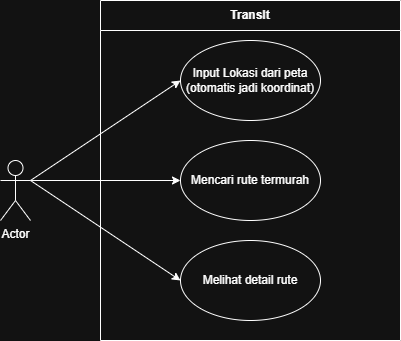 TransIt
Input Lokasi dari peta
(otomatis jadi koordinat)
Mencari rute termurah
Actor
Melihat detail rute